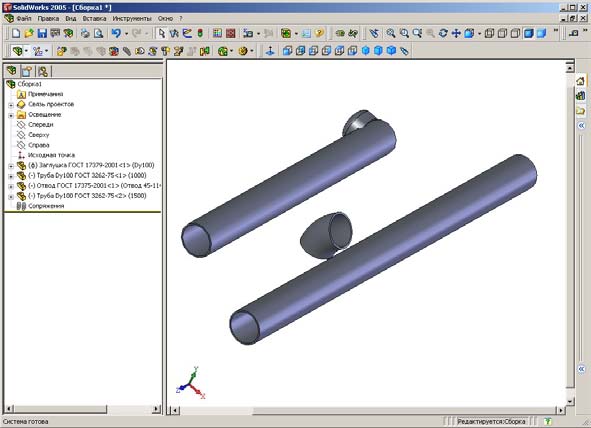 SolidWorks 2005 - [Сборка1 *]
Файл Правка Вид Вставка Инструменты Окно ?
Сборка1
Примечания
Связь проектов
Освещение
Спереди
Сверху
Справа
Исходная точка
(ф) Заглушка ГОСТ 17379-2001<1> (Dy100)
(-) Труба Dy100 ГОСТ 3262-75<1> (1000)
(-) Отвод ГОСТ 17375-2001<1> (Отвод 45-11
(-) Труба Dy100 ГОСТ 3262-75<2> (1500)
Сопряжения
Y
Z
X
Система готова
Редактируется:Сборка